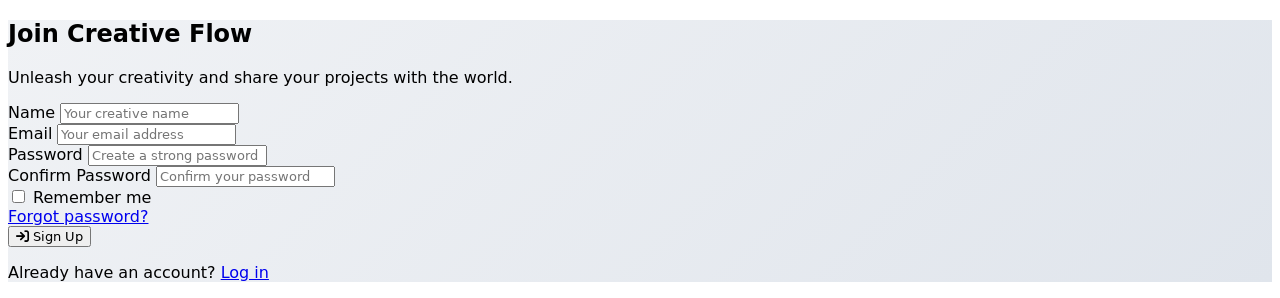 Join Creative Flow
Unleash your creativity and share your projects with the world.
Name Your creative name
Email Your email address
Password Create a strong password
Confirm Password Confirm your password
Remember me
Forgot password?
Sign Up
Already have an account? Log in